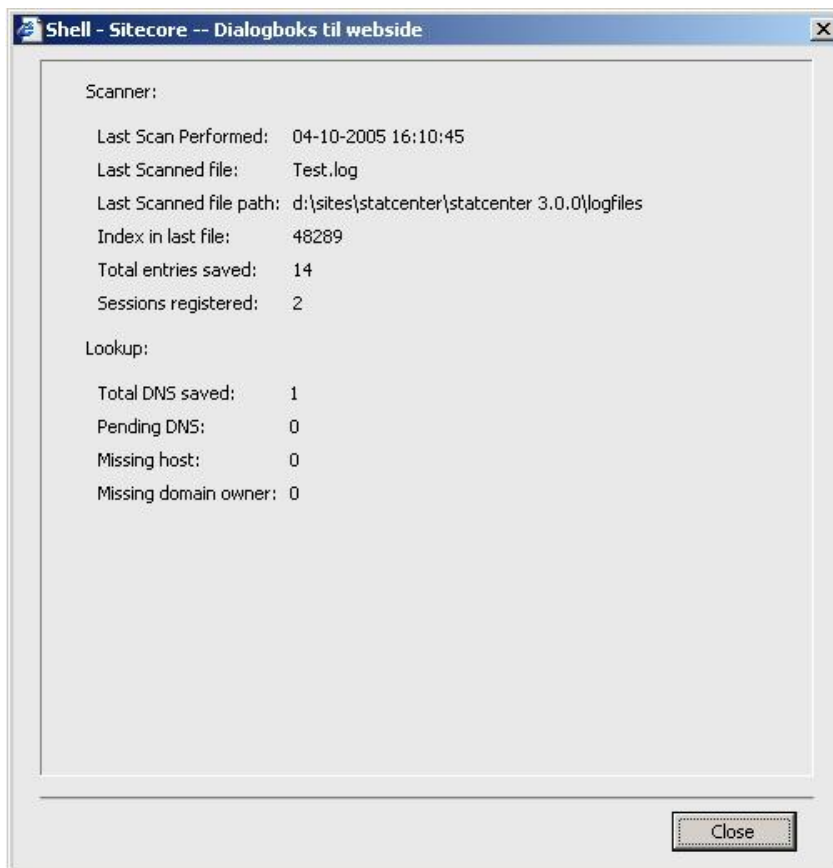 Shell - Sitecore -- Dialogboks til webside
Scanner:
Last Scan Performed: 04-10-2005 16:10:45
Last Scanned file: Test.log
Last Scanned file path: d:\sites\statcenter\statcenter 3.0.0\logfiles
Index in last file: 48289
Total entries saved: 14
Sessions registered: 2
Lookup:
Total DNS saved: 1
Pending DNS: 0
Missing host: 0
Missing domain owner: 0
Close